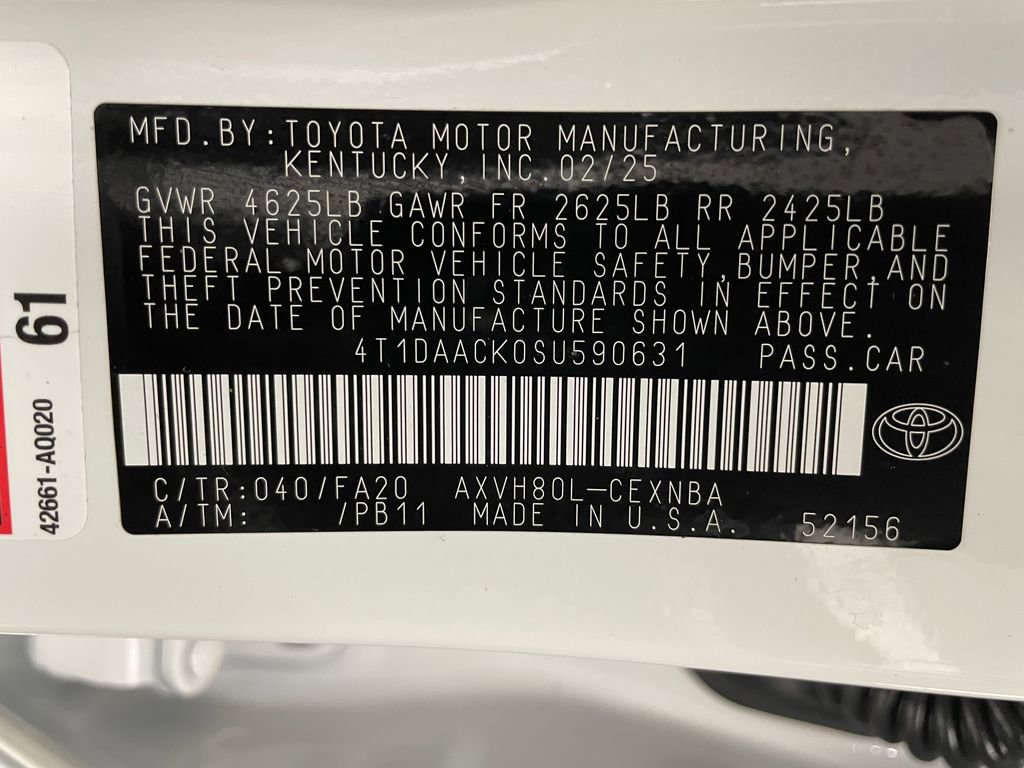 MFD.BY:TOYOTA MOTOR MANUFACTURING,
KENTUCKY,INC.02/25
GVWR 4625LB GAWR FR 2625LB RR 2425LB
THIS VEHICLE CONFORMS TO ALL APPLICABLE
FEDERAL MOTOR VEHICLE SAFETY,BUMPER,AND
THEFT PREVENTION STANDARDS IN EFFECT ON
THE DATE OF MANUFACTURE SHOWN ABOVE.
4T1DAACK0SU590631 PASS.CAR
C/TR:040/FA20 AXVH80L-CEXNBA
A/TM: /PB11 MADE IN U.S.A. 52156
61
42661-AQ020